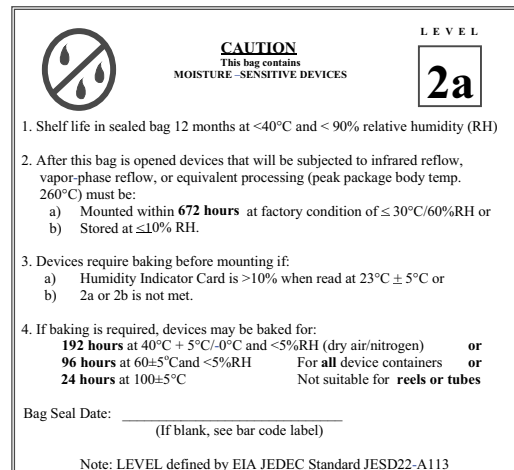 LEVEL
CAUTION
This bag contains
MOISTURE –SENSITIVE DEVICES
2a
1. Shelf life in sealed bag 12 months at <40°C and < 90% relative humidity (RH)
2. After this bag is opened devices that will be subjected to infrared reflow,
vapor-phase reflow, or equivalent processing (peak package body temp.
260°C) must be:
a) Mounted within 672 hours at factory condition of ≤ 30°C/60%RH or
b) Stored at ≤10% RH.
3. Devices require baking before mounting if:
a) Humidity Indicator Card is >10% when read at 23°C ± 5°C or
b) 2a or 2b is not met.
4. If baking is required, devices may be baked for:
192 hours at 40°C + 5°C/-0°C and <5%RH (dry air/nitrogen) or
96 hours at 60±5°Cand <5%RH For all device containers or
24 hours at 100±5°C Not suitable for reels or tubes
Bag Seal Date: ______________________________
(If blank, see bar code label)
Note: LEVEL defined by EIA JEDEC Standard JESD22-A113